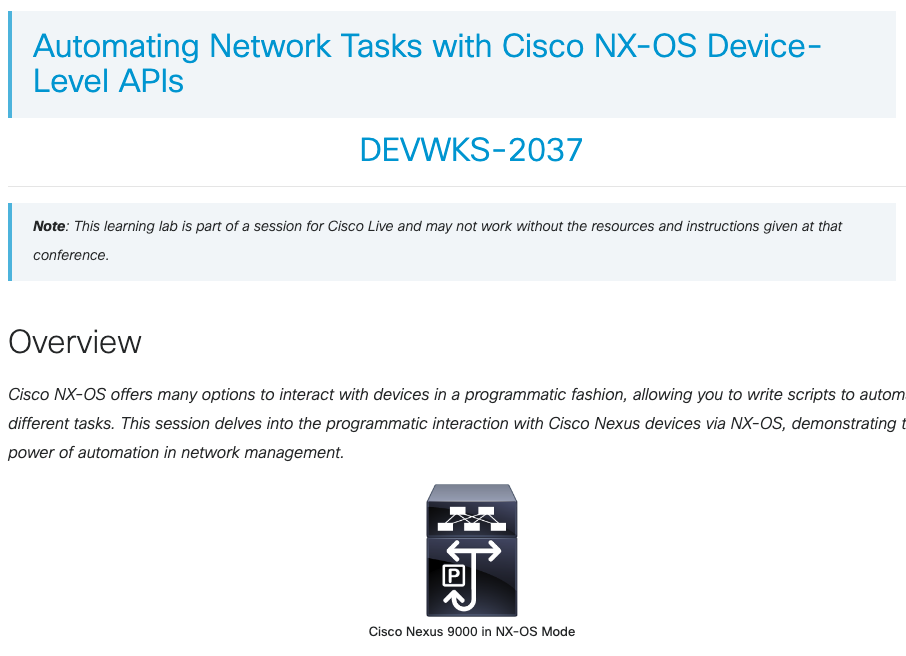 Automating Network Tasks with Cisco NX-OS Device-
Level APIs
DEVWKS-2037
Note: This learning lab is part of a session for Cisco Live and may not work without the resources and instructions given at that
conference.
Overview
Cisco NX-OS offers many options to interact with devices in a programmatic fashion, allowing you to write scripts to
different tasks. This session delves into the programmatic interaction with Cisco Nexus devices via NX-OS, demonstrating
power of automation in network management.
P
Cisco Nexus 9000 in NX-OS Mode